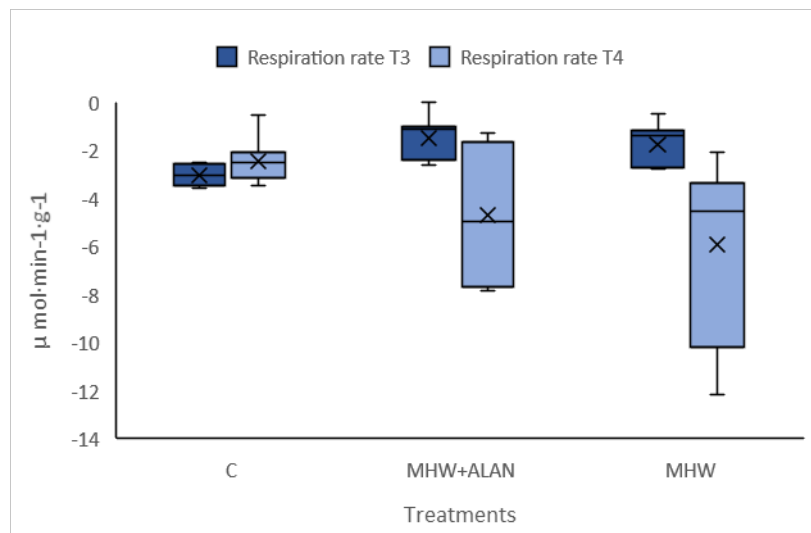 Respiration rate T3 Respiration rate T4
0
-2
-4
-6
-8
-10
-12
-14
µ mol·min-1·g-1
C MHW+ALAN MHW
Treatments